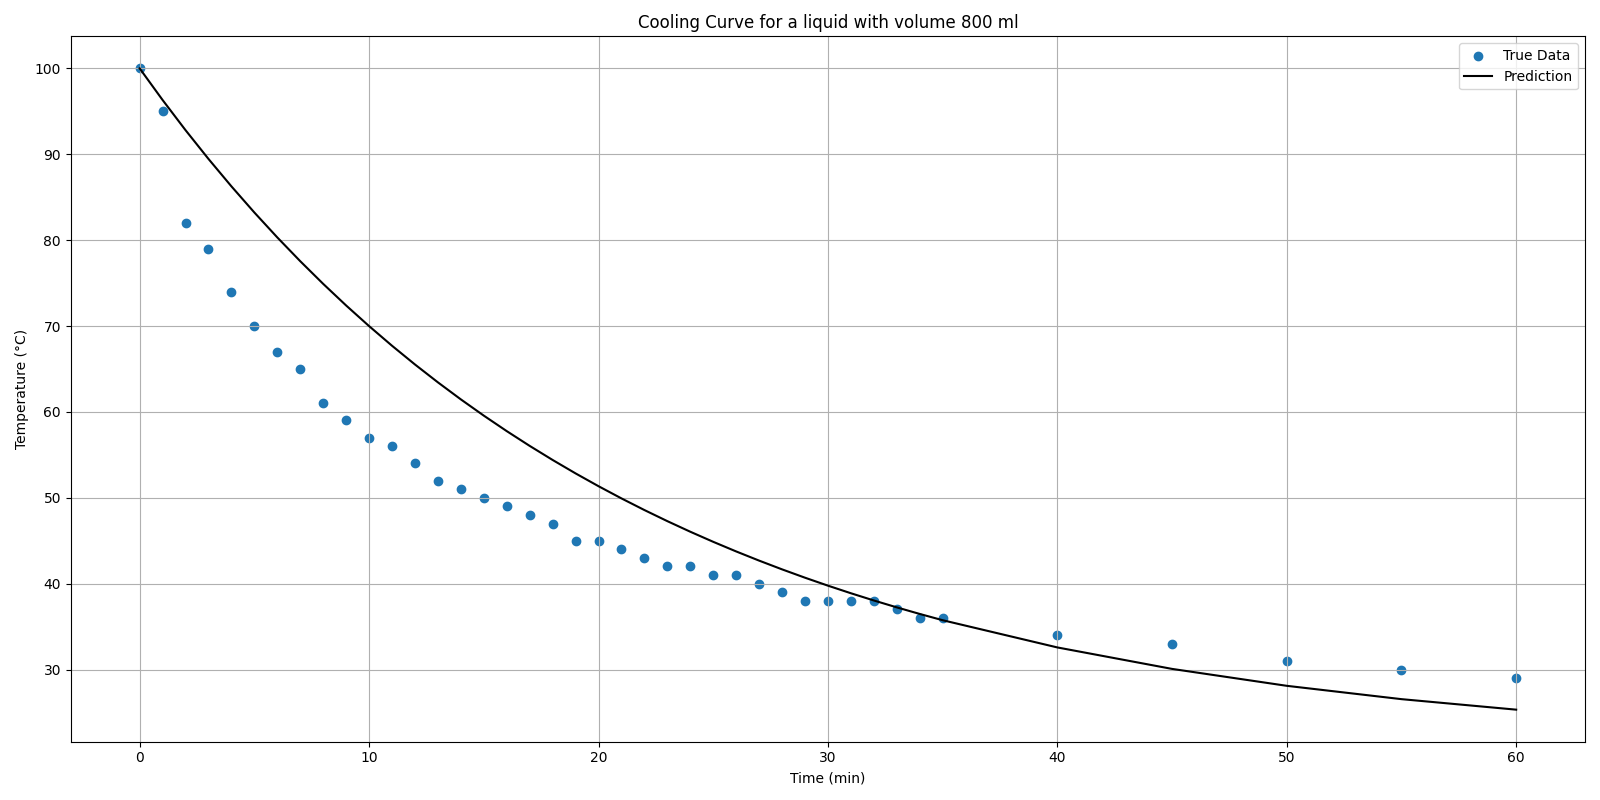 Cooling Curve for a liquid with volume 800 ml
True Data
Prediction
Temperature (°C)
100
90
80
70
60
50
40
30
0 10 20 30 40 50 60
Time (min)